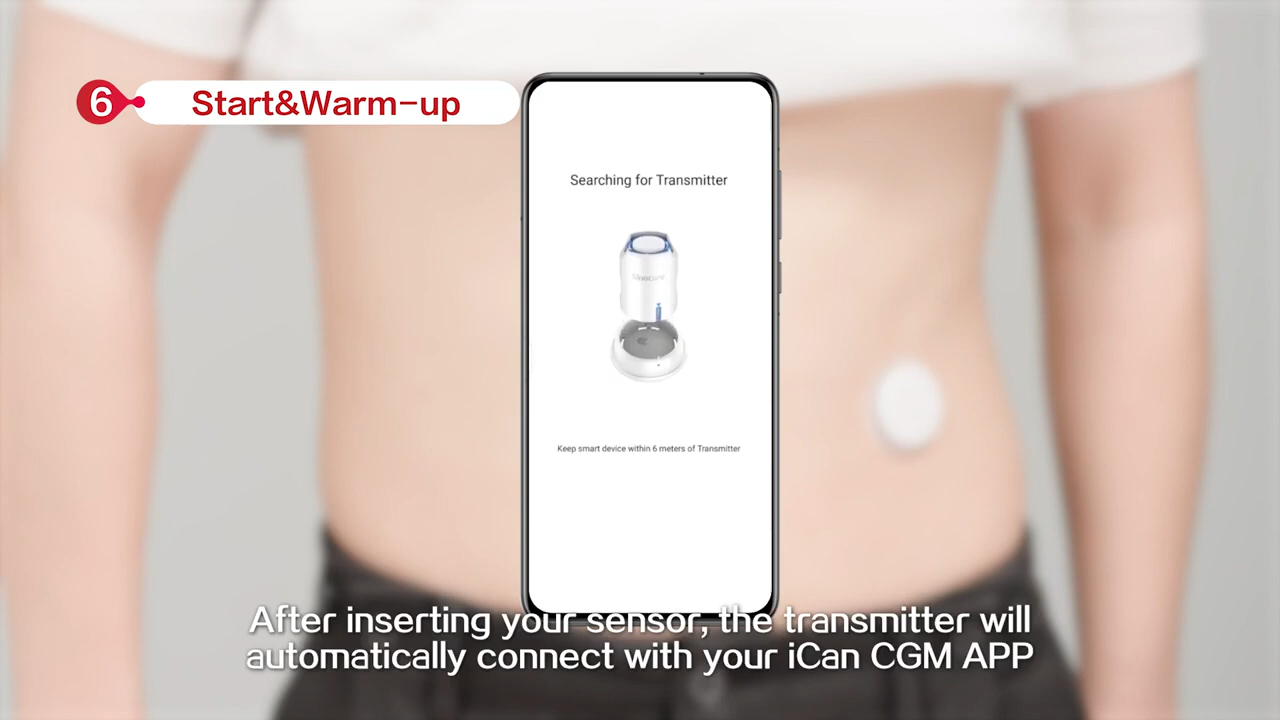 6
Start&Warm-up
Searching for Transmitter
Sinocare
Keep smart device within 6 meters of Transmitter
After inserting your sensor, the transmitter will
automatically connect with your iCan CGM APP